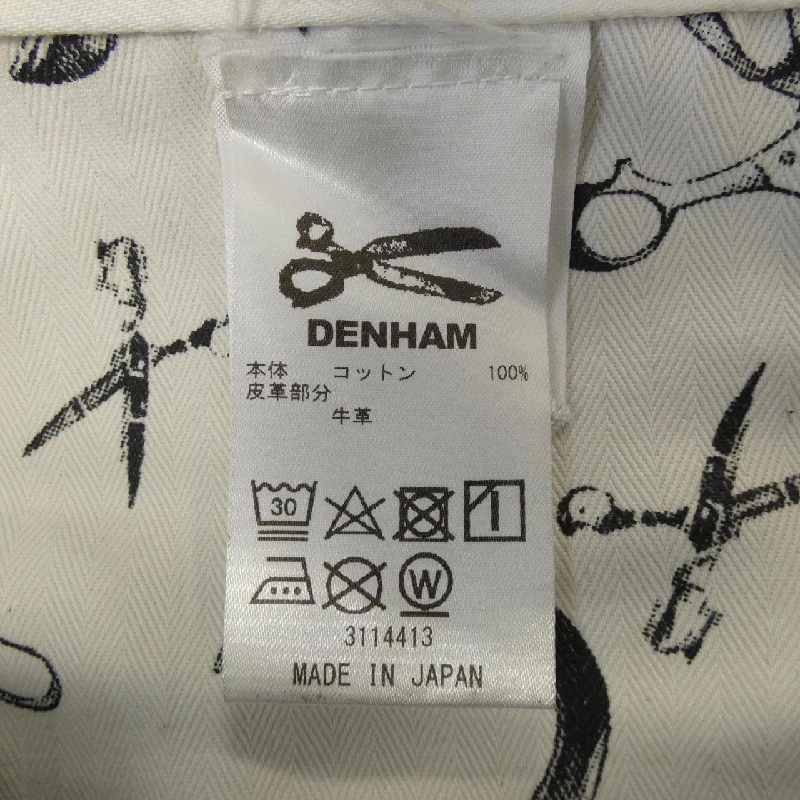 DENHAM
本体 コットン 100%
皮革部分
牛革
30
W
3114413
MADE IN JAPAN